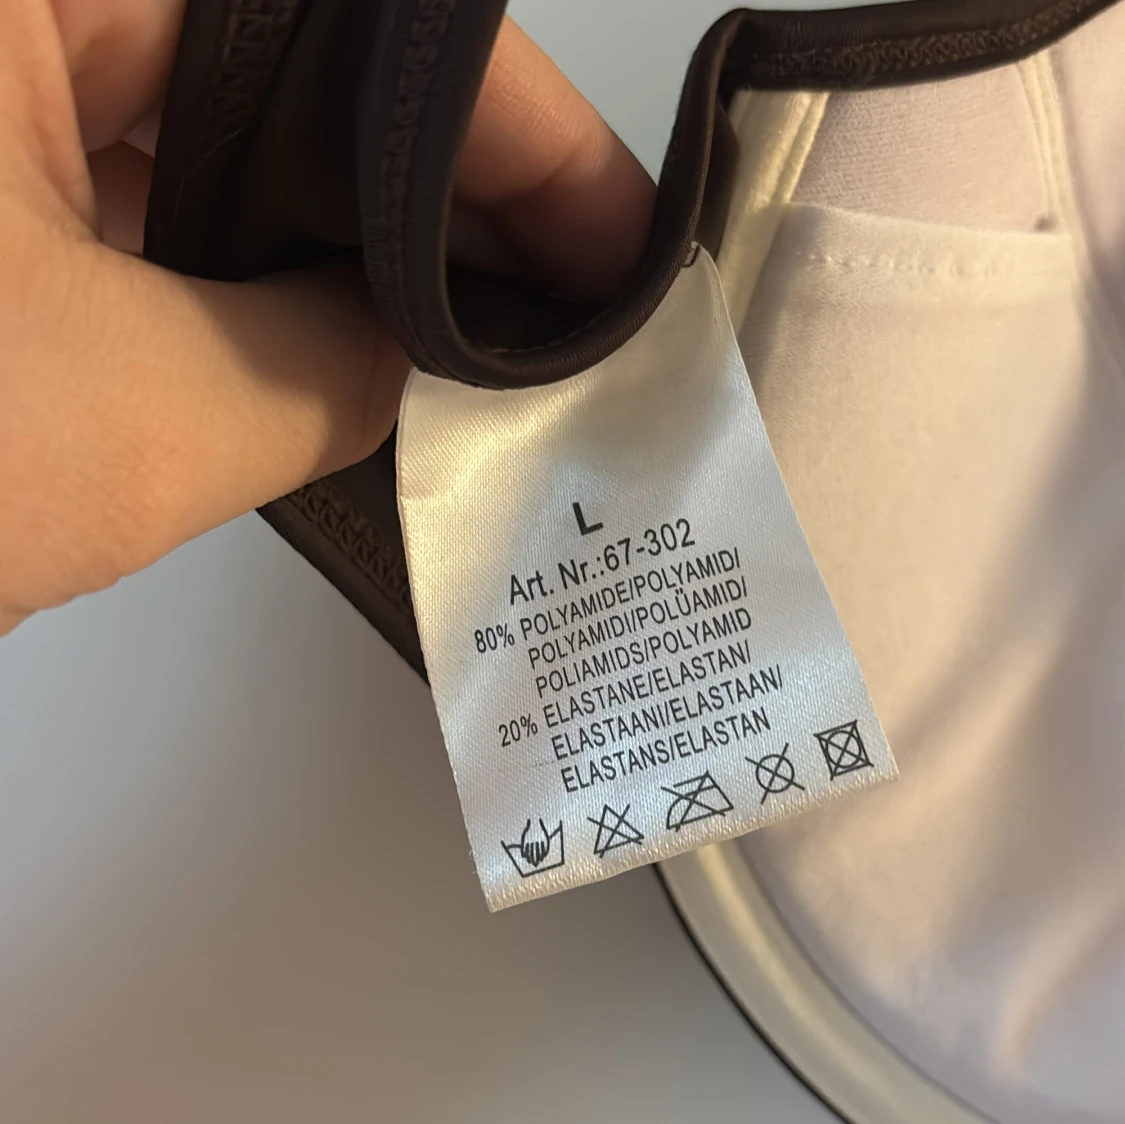 L
Art. Nr.:67-302
80% POLYAMIDE/POLYAMID/
POLYAMIDI/POLÜAMID/
POLIAMIDS/POLYAMID
20% ELASTANE/ELASTAN/
ELASTAANI/ELASTAAN/
ELASTANS/ELASTAN